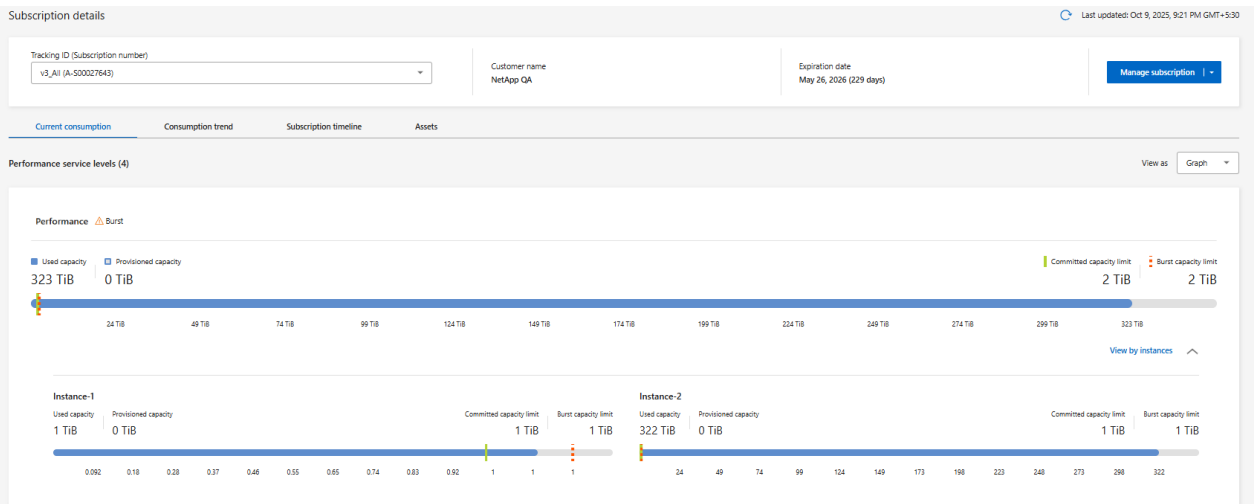 Subscription details
Last updated: Oct 9, 2025, 9:21 PM GMT+5:30
Tracking ID (Subscription number)
v3_All (A-S00027643)
Customer name
NetApp QA
Expiration date
May 26, 2026 (229 days)
Manage subscription
Current consumption Consumption trend Subscription timeline Assets
Performance service levels (4)
View as Graph
Performance Burst
Used capacity Provisioned capacity Committed capacity limit Burst capacity limit
323 TiB 0 TiB 2 TiB 2 TiB
24 TiB 49 TiB 74 TiB 99 TiB 124 TiB 149 TiB 174 TiB 199 TiB 224 TiB 249 TiB 274 TiB 299 TiB 323 TiB
View by instances
Instance-1
Used capacity Provisioned capacity Committed capacity limit Burst capacity limit
1 TiB 0 TiB 1 TiB 1 TiB
0.092 0.18 0.28 0.37 0.46 0.55 0.65 0.74 0.83 0.92 1 1 1
Instance-2
Used capacity Provisioned capacity Committed capacity limit Burst capacity limit
322 TiB 0 TiB 1 TiB 1 TiB
24 49 74 99 124 149 173 198 223 248 273 298 322